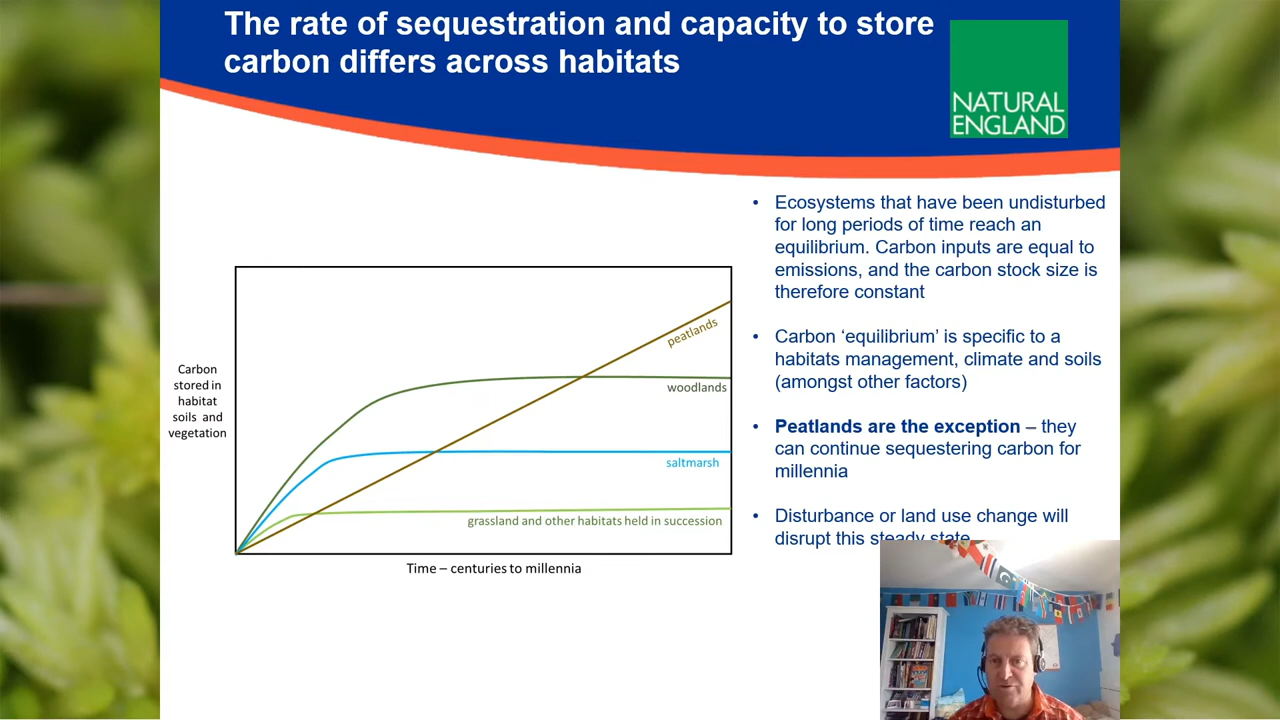 The rate of sequestration and capacity to store
carbon differs across habitats
NATURAL
ENGLAND
• Ecosystems that have been undisturbed
for long periods of time reach an
equilibrium. Carbon inputs are equal to
emissions, and the carbon stock size is
therefore constant
• Carbon ‘equilibrium’ is specific to a
habitats management, climate and soils
(amongst other factors)
• Peatlands are the exception – they
can continue sequestering carbon for
millennia
• Disturbance or land use change will
disrupt this steady state
Carbon
stored in
habitat
soils and
vegetation
peatlands
woodlands
saltmarsh
grassland and other habitats held in succession
Time – centuries to millennia